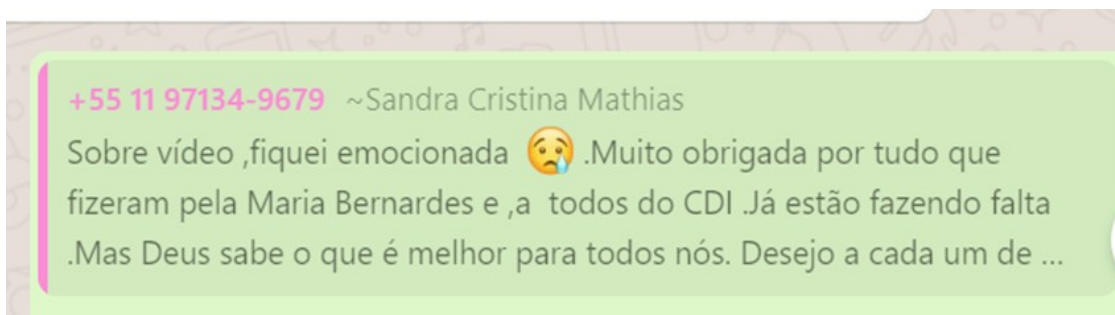 +55 11 97134-9679 ~Sandra Cristina Mathias
Sobre vídeo ,fiquei emocionada 😢 .Muito obrigada por tudo que
fizeram pela Maria Bernardes e ,a todos do CDI .Já estão fazendo falta
.Mas Deus sabe o que é melhor para todos nós. Desejo a cada um de ...